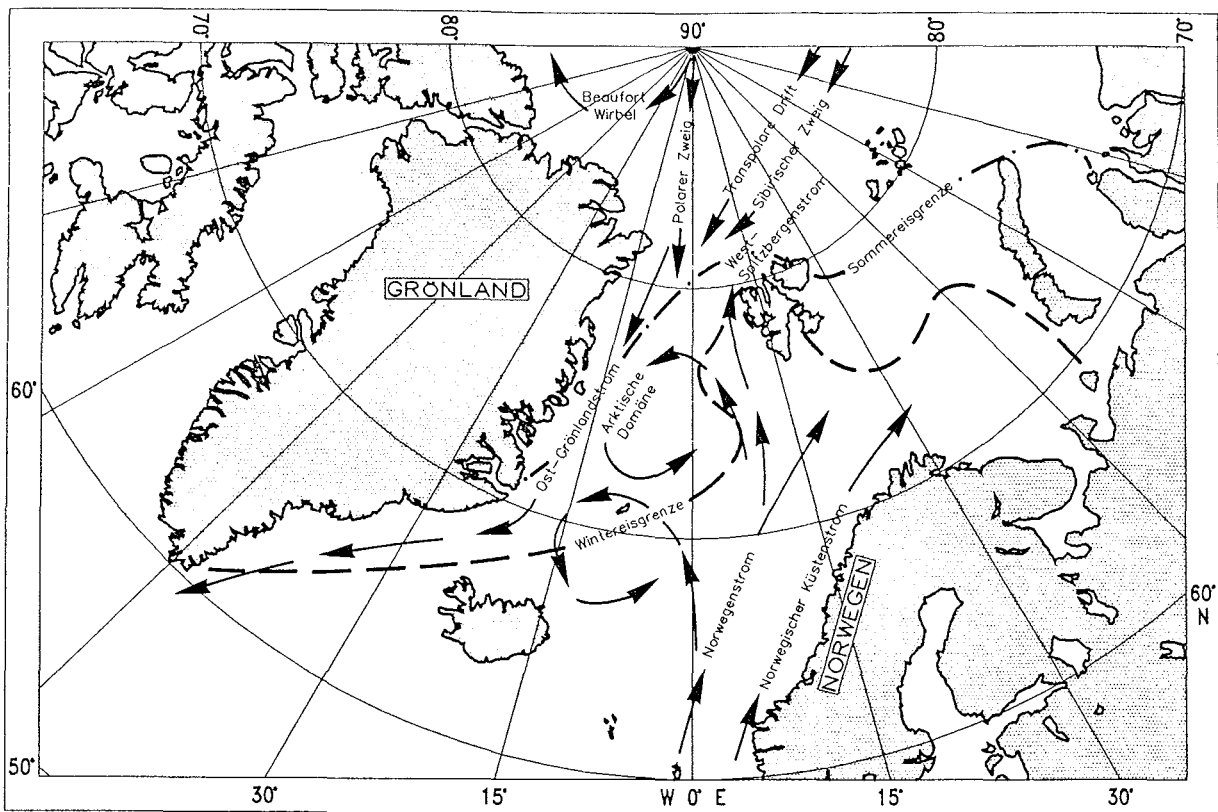 70°
80°
90°
80°
70°
Beaufort
Wirbel
Polarer Zweig
Transpolare Drift
Sibirischer Zweig
West-
Spitzbergenstrom
Sommereisgrenze
GRÖNLAND
60°
Ost-Grönlandstrom
Arktische
Domäne
Wintereisgrenze
Norwegenstrom
Norwegischer Küstenstrom
NORWEGEN
60°
N
50°
30°
15°
W 0° E
15°
30°